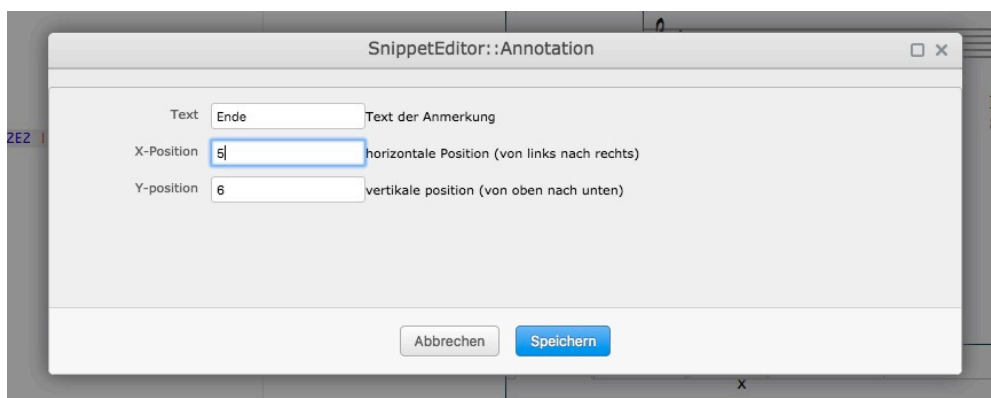 SnippetEditor::Annotation
Text Ende Text der Anmerkung
2E2 |
X-Position 5 horizontale Position (von links nach rechts)
Y-position 6 vertikale position (von oben nach unten)
Abbrechen Speichern
X